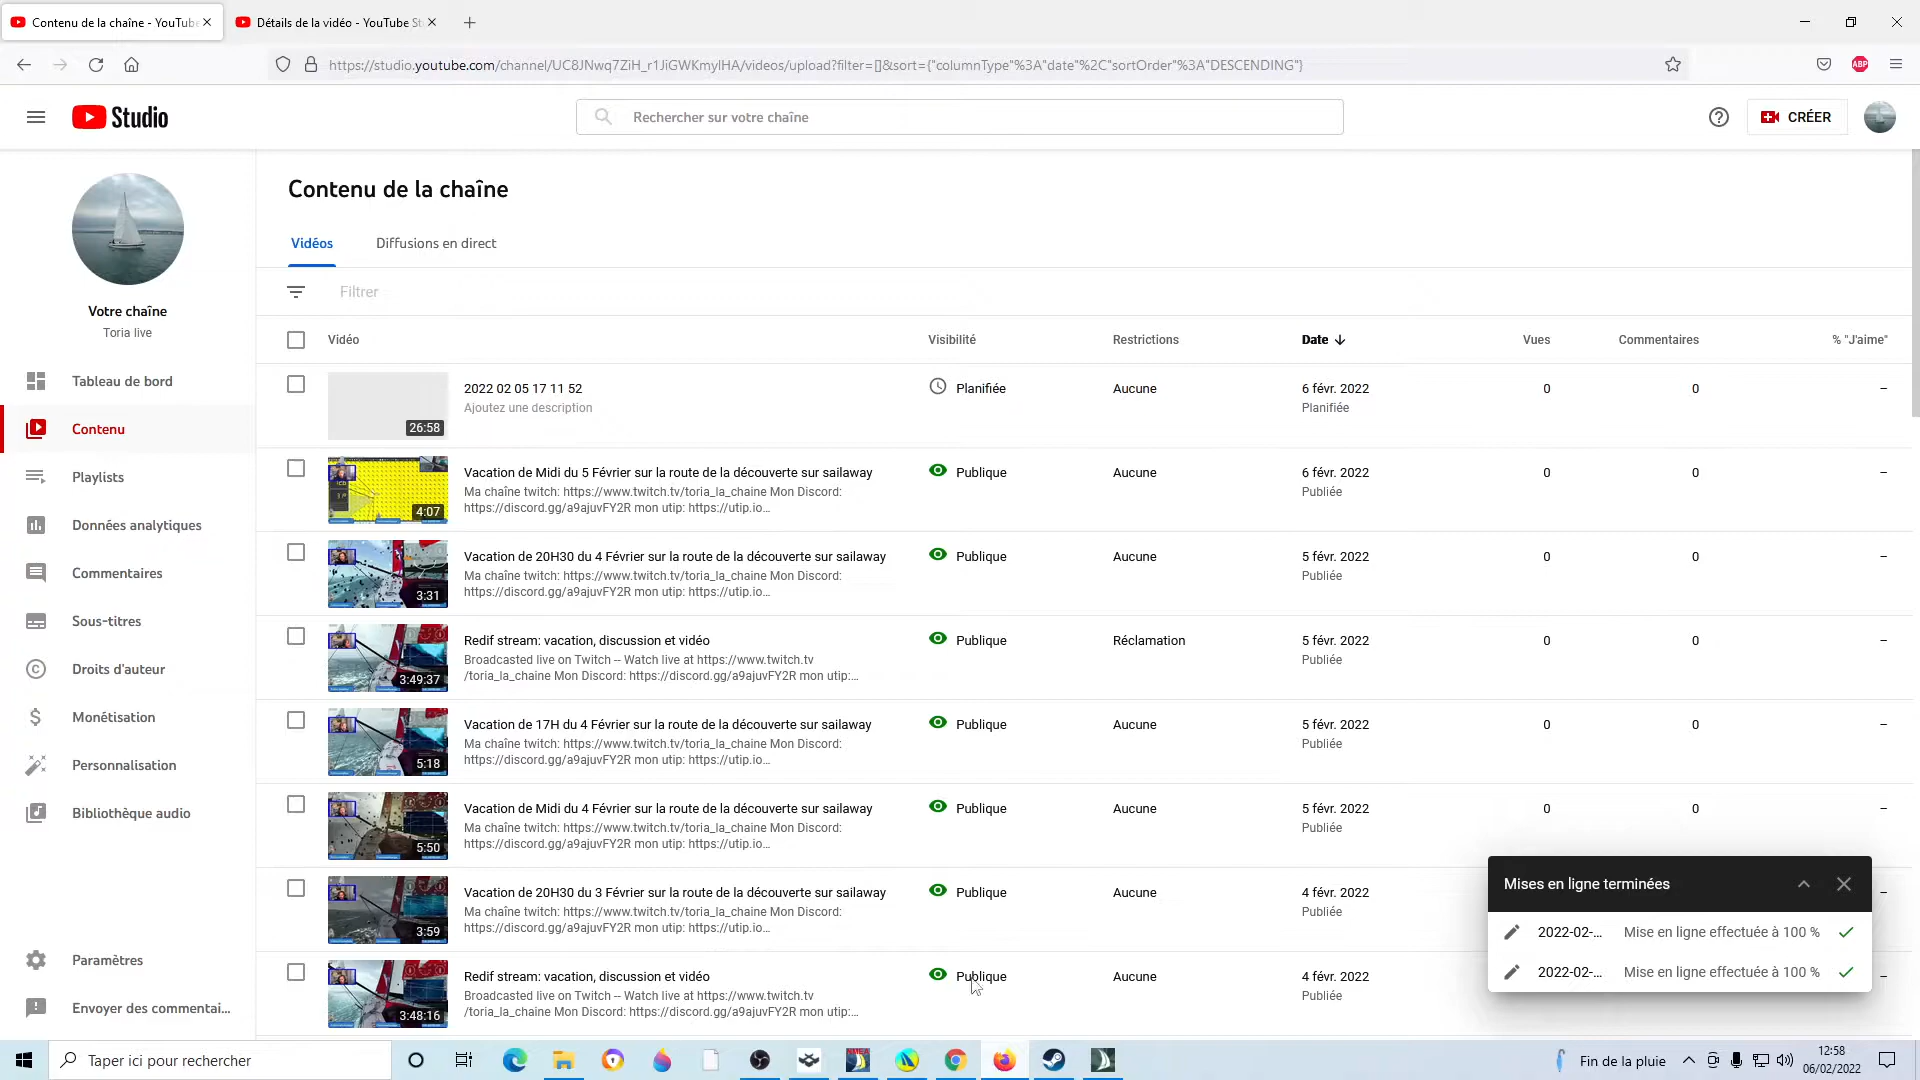 Contenu de la chaîne - YouTube
Détails de la vidéo - YouTube St
https://studio.youtube.com/channel/UC8JNwq7ZiH_r1JiGWKmylHA/videos/upload?filter=[]&sort={"columnType"%3A"date"%2C"sortOrder"%3A"DESCENDING"}
ABP
Studio
Rechercher sur votre chaîne
CRÉER
Votre chaîne
Toria live
Tableau de bord
Contenu
Playlists
Données analytiques
Commentaires
Sous-titres
Droits d'auteur
Monétisation
Personnalisation
Bibliothèque audio
Paramètres
Envoyer des commentai...
Contenu de la chaîne
Vidéos Diffusions en direct
Filtrer
Vidéo Visibilité Restrictions Date Vues Commentaires % "J'aime"
26:58
2022 02 05 17 11 52 Planifiée Aucune 6 févr. 2022 0 0 –
Ajoutez une description Planifiée
4:07
Vacation de Midi du 5 Février sur la route de la découverte sur sailaway Publique Aucune 6 févr. 2022 0 0 –
Ma chaîne twitch: https://www.twitch.tv/toria_la_chaine Mon Discord: Publiée
https://discord.gg/a9ajuvFY2R mon utip: https://utip.io...
3:31
Vacation de 20H30 du 4 Février sur la route de la découverte sur sailaway Publique Aucune 5 févr. 2022 0 0 –
Ma chaîne twitch: https://www.twitch.tv/toria_la_chaine Mon Discord: Publiée
https://discord.gg/a9ajuvFY2R mon utip: https://utip.io...
3:49:37
Redif stream: vacation, discussion et vidéo Publique Réclamation 5 févr. 2022 0 0 –
Broadcasted live on Twitch -- Watch live at https://www.twitch.tv Publiée
/toria_la_chaine Mon Discord: https://discord.gg/a9ajuvFY2R mon utip:...
5:18
Vacation de 17H du 4 Février sur la route de la découverte sur sailaway Publique Aucune 5 févr. 2022 0 0 –
Ma chaîne twitch: https://www.twitch.tv/toria_la_chaine Mon Discord: Publiée
https://discord.gg/a9ajuvFY2R mon utip: https://utip.io...
5:50
Vacation de Midi du 4 Février sur la route de la découverte sur sailaway Publique Aucune 5 févr. 2022 0 0 –
Ma chaîne twitch: https://www.twitch.tv/toria_la_chaine Mon Discord: Publiée
https://discord.gg/a9ajuvFY2R mon utip: https://utip.io...
3:59
Vacation de 20H30 du 3 Février sur la route de la découverte sur sailaway Publique Aucune 4 févr. 2022 –
Ma chaîne twitch: https://www.twitch.tv/toria_la_chaine Mon Discord: Publiée
https://discord.gg/a9ajuvFY2R mon utip: https://utip.io...
3:48:16
Redif stream: vacation, discussion et vidéo Publique Aucune 4 févr. 2022 –
Broadcasted live on Twitch -- Watch live at https://www.twitch.tv Publiée
/toria_la_chaine Mon Discord: https://discord.gg/a9ajuvFY2R mon utip:...
Mises en ligne terminées
2022-02-... Mise en ligne effectuée à 100 %
2022-02-... Mise en ligne effectuée à 100 %
Taper ici pour rechercher
NMEA
Fin de la pluie
12:58
06/02/2022